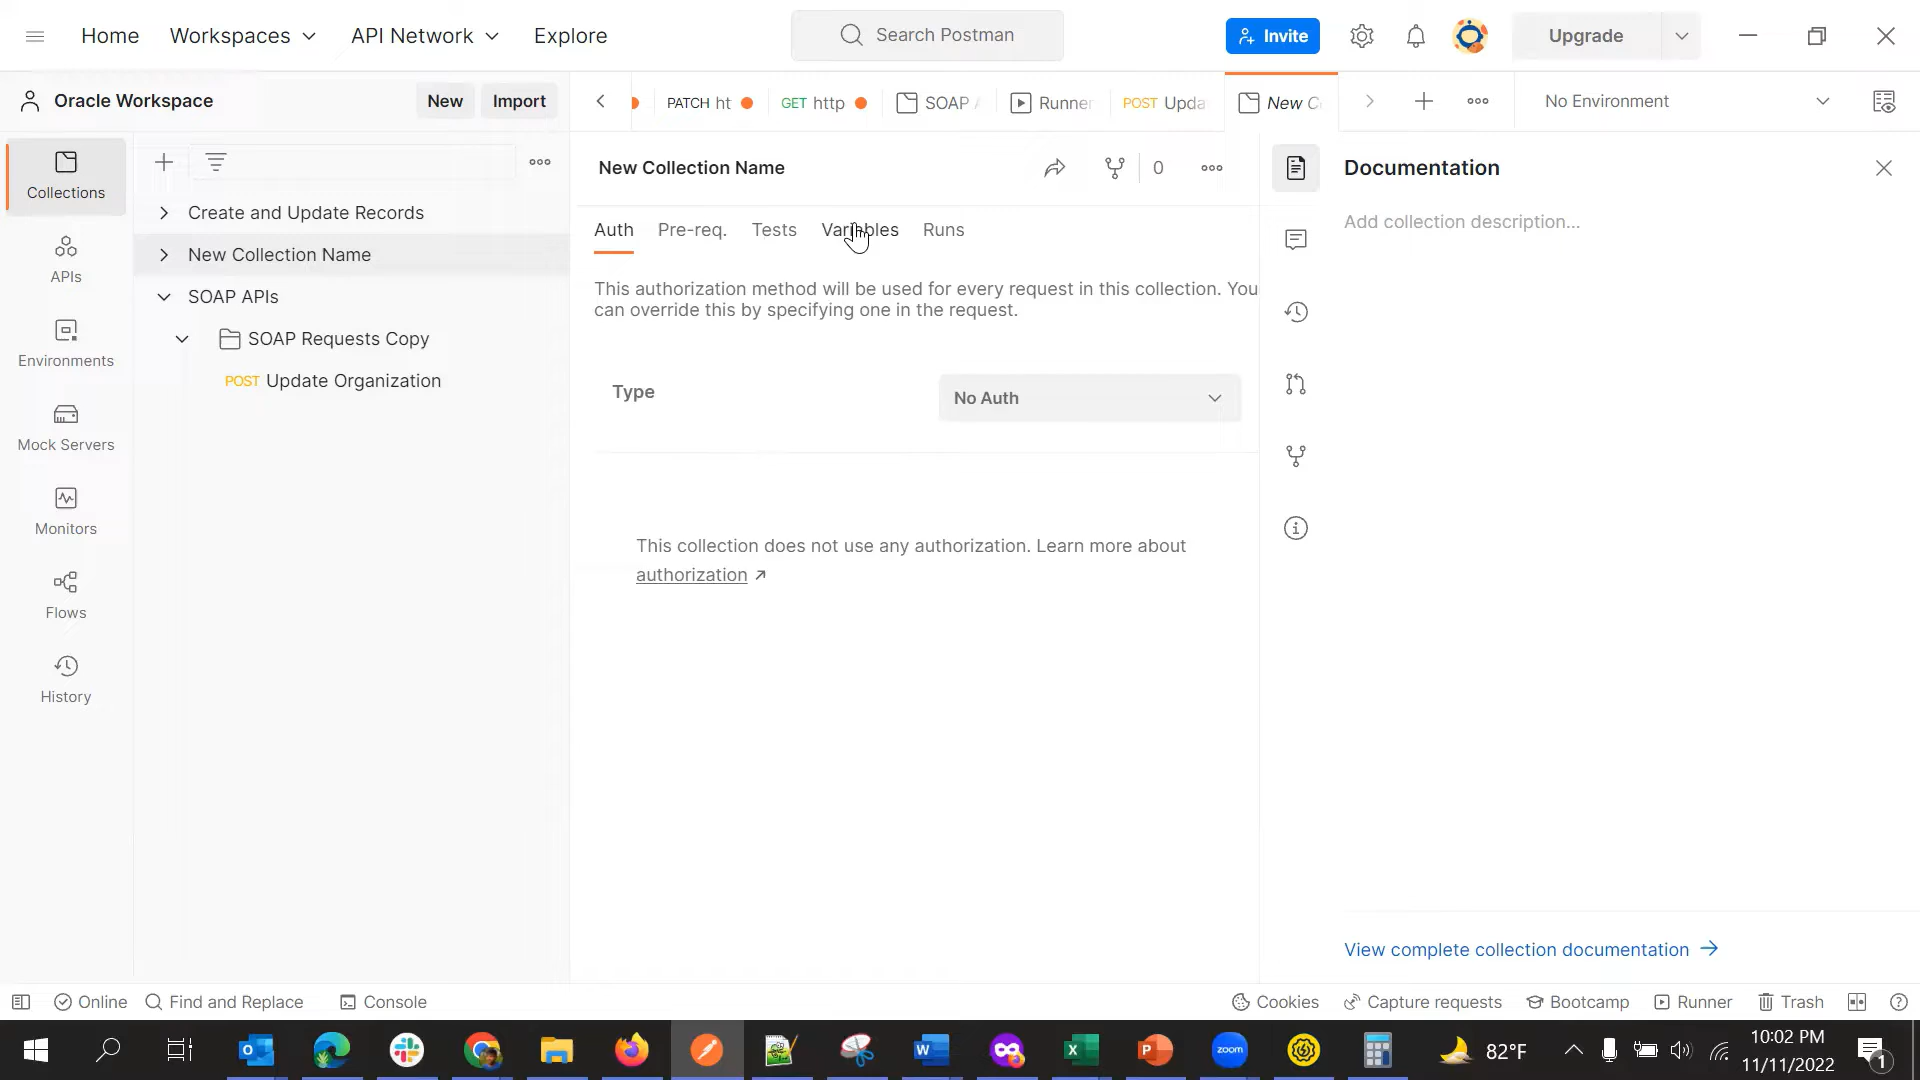 Home
Workspaces
API Network
Explore
Search Postman
Invite
Upgrade
Oracle Workspace
New
Import
PATCH ht
GET http
SOAP A
Runner
POST Upda
New C
No Environment
Collections
APIs
Environments
Mock Servers
Monitors
Flows
History
Create and Update Records
New Collection Name
SOAP APIs
SOAP Requests Copy
POST Update Organization
New Collection Name
0
Auth
Pre-req.
Tests
Variables
Runs
This authorization method will be used for every request in this collection. You
can override this by specifying one in the request.
Type
No Auth
This collection does not use any authorization. Learn more about
authorization ↗
Documentation
Add collection description...
View complete collection documentation →
Online
Find and Replace
Console
Cookies
Capture requests
Bootcamp
Runner
Trash
zoom
82°F
10:02 PM
11/11/2022
1